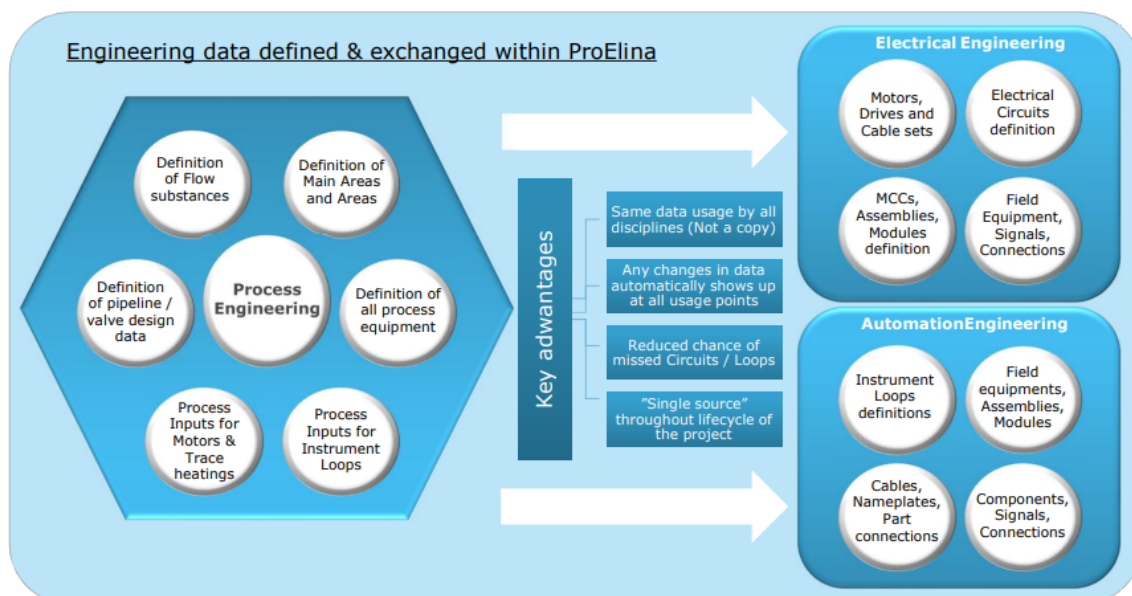 Engineering data defined & exchanged within ProElina
Definition
of Flow
substances
Definition of
Main Areas
and Areas
Definition
of pipeline /
valve design
data
Process
Engineering
Definition of
all process
equipment
Process
Inputs for
Motors &
Trace
heatings
Process
Inputs for
Instrument
Loops
Key adwantages
Same data usage by all
disciplines (Not a copy)
Any changes in data
automatically shows up
at all usage points
Reduced chance of
missed Circuits / Loops
”Single source”
throughout lifecycle of
the project
Electrical Engineering
Motors,
Drives and
Cable sets
Electrical
Circuits
definition
MCCs,
Assemblies,
Modules
definition
Field
Equipment,
Signals,
Connections
AutomationEngineering
Instrument
Loops
definitions
Field
equipments,
Assemblies,
Modules
Cables,
Nameplates,
Part
connections
Components,
Signals,
Connections